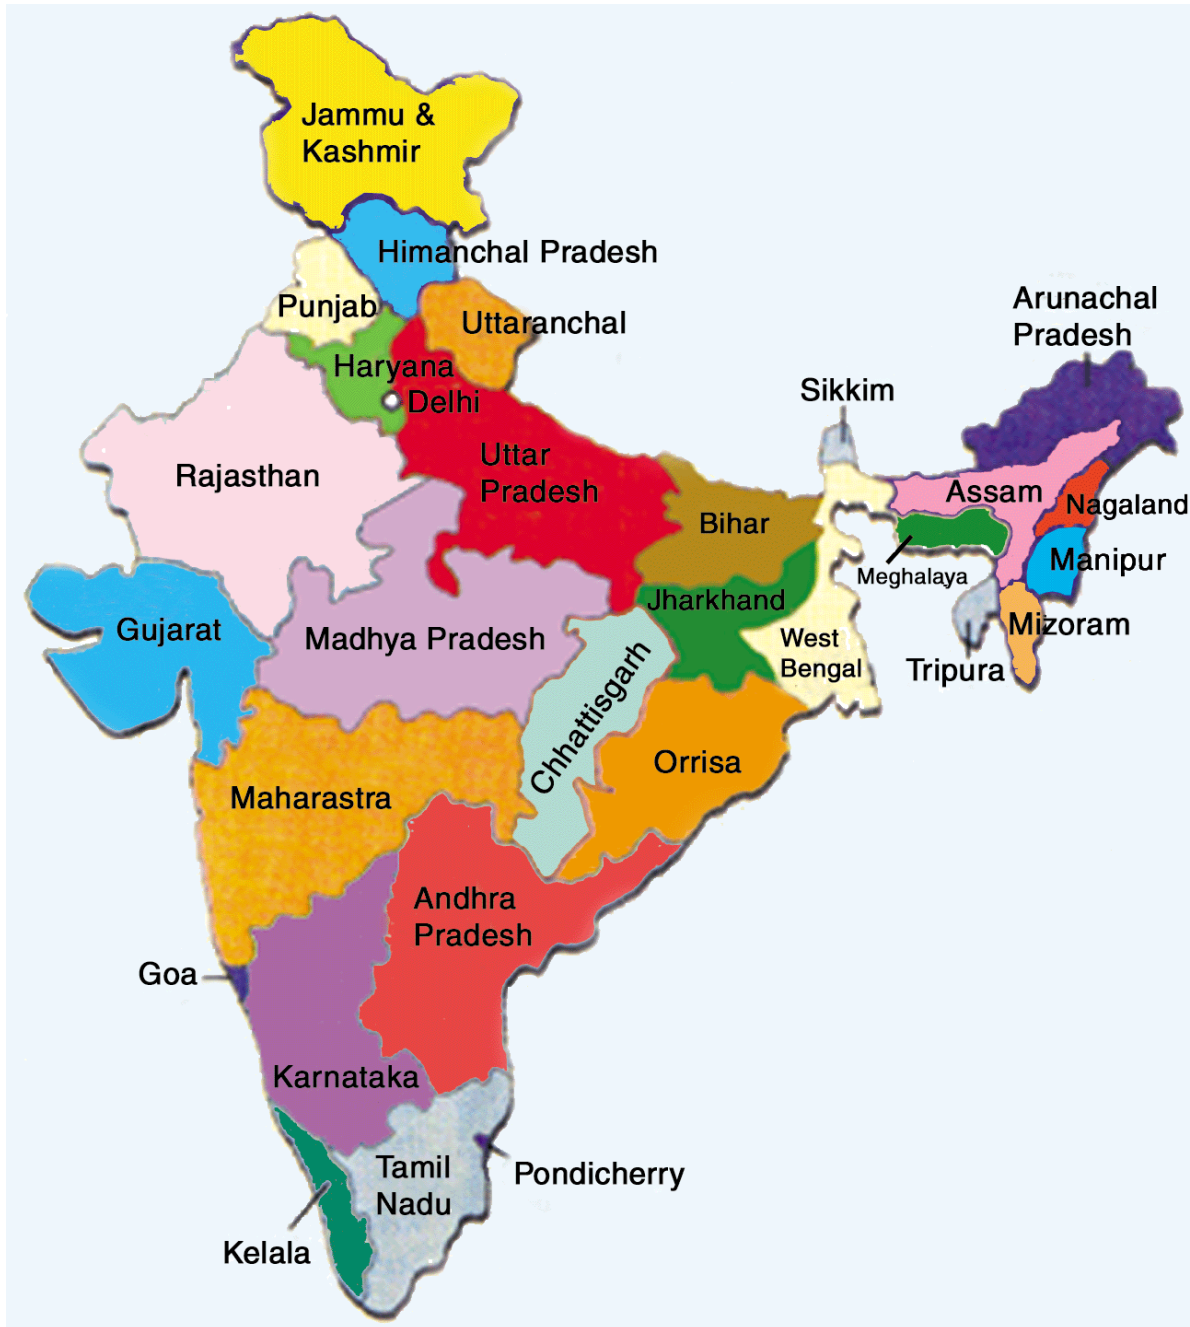 Jammu &
Kashmir
Himanchal Pradesh
Punjab
Uttaranchal
Arunachal
Pradesh
Haryana
Delhi
Sikkim
Uttar
Pradesh
Rajasthan
Assam
Nagaland
Bihar
Manipur
Meghalaya
Jharkhand
Gujarat
Madhya Pradesh
West
Bengal
Mizoram
Tripura
Chhattisgarh
Orrisa
Maharastra
Andhra
Pradesh
Goa
Karnataka
Tamil
Nadu
Pondicherry
Kelala